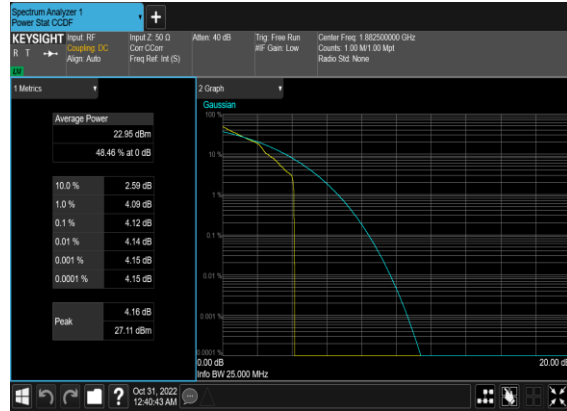 Spectrum Analyzer 1
Power Stat CCDF
KEYSIGHT
R T
LXI
Input: RF
Coupling: DC
Align: Auto
Input Z: 50 Ω
Corr CCorr
Freq Ref: Int (S)
Atten: 40 dB
Trig: Free Run
#IF Gain: Low
Center Freq: 1.882500000 GHz
Counts: 1.00 M/1.00 Mpt
Radio Std: None
1 Metrics
Average Power
22.95 dBm
48.46 % at 0 dB
10.0 % 2.59 dB
1.0 % 4.09 dB
0.1 % 4.12 dB
0.01 % 4.14 dB
0.001 % 4.15 dB
0.0001 % 4.15 dB
Peak
4.16 dB
27.11 dBm
2 Graph
Gaussian
100 %
10 %
1 %
0.1 %
0.01 %
0.001 %
0.0001 %
0.00 dB
20.00 dB
Info BW 25.000 MHz
?
Oct 31, 2022
12:40:43 AM